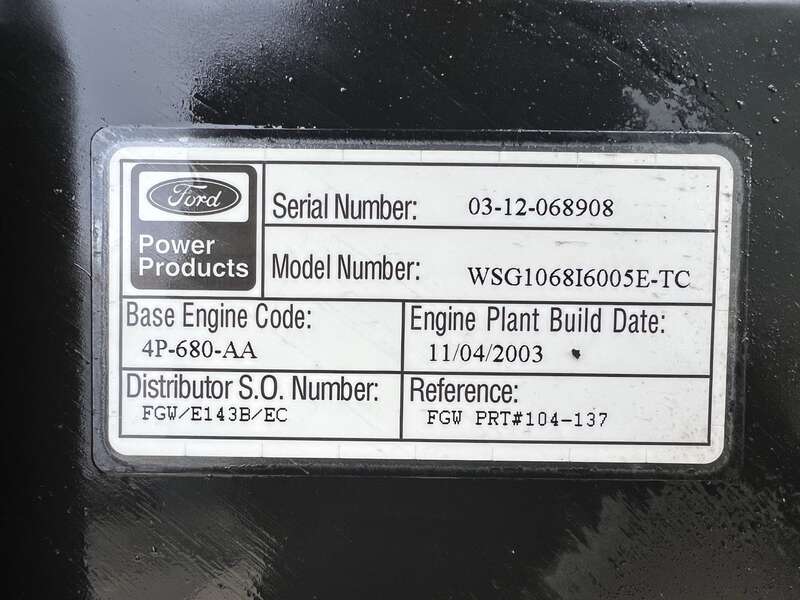 Ford
Power
Products
Serial Number: 03-12-068908
Model Number: WSG1068I6005E-TC
Base Engine Code:
4P-680-AA
Engine Plant Build Date:
11/04/2003
Distributor S.O. Number:
FGW/E143B/EC
Reference:
FGW PRT#104-137